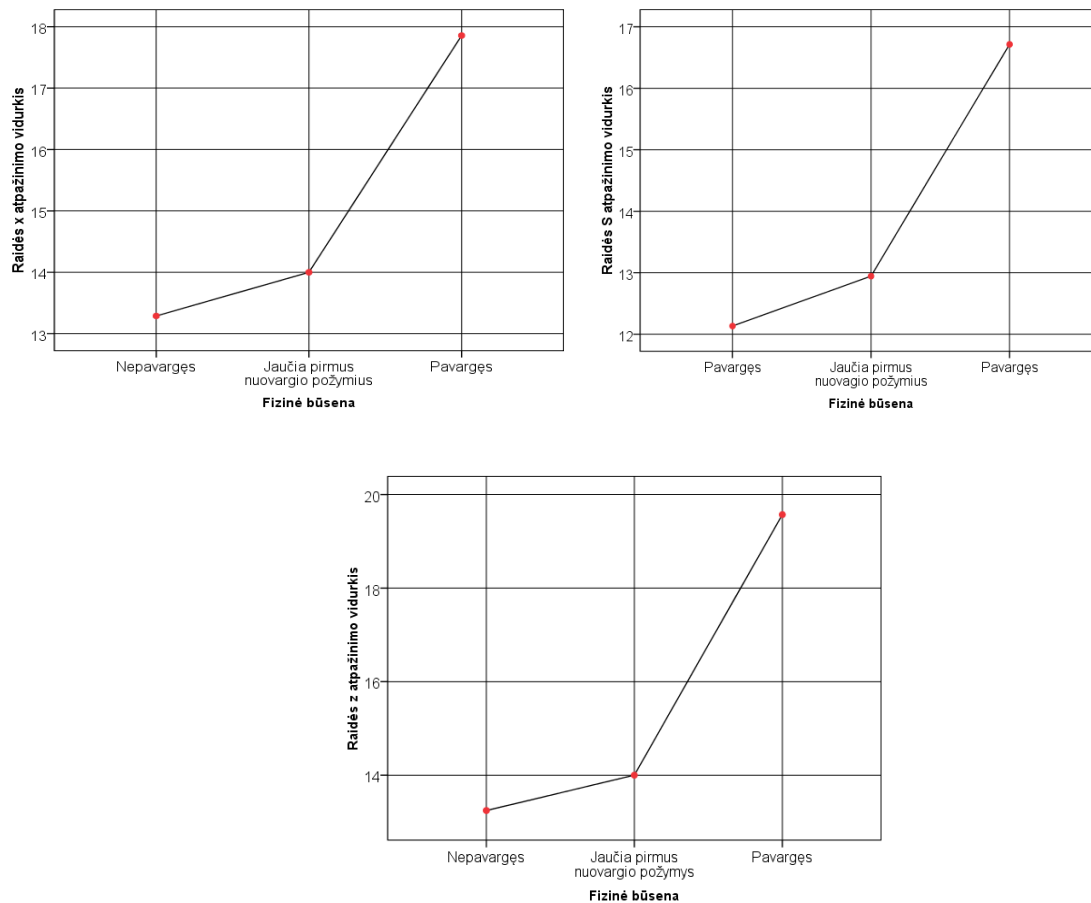 18
17
16
15
14
13
Raidės x atpažinimo vidurkis
Nepavargęs
Jaučia pirmus
nuovargio požymius
Pavargęs
Fizinė būsena
17
16
15
14
13
12
Raidės S atpažinimo vidurkis
Pavargęs
Jaučia pirmus
nuovagio požymius
Pavargęs
Fizinė būsena
20
18
16
14
Raidės z atpažinimo vidurkis
Nepavargęs
Jaučia pirmus
nuovargio požymys
Pavargęs
Fizinė būsena